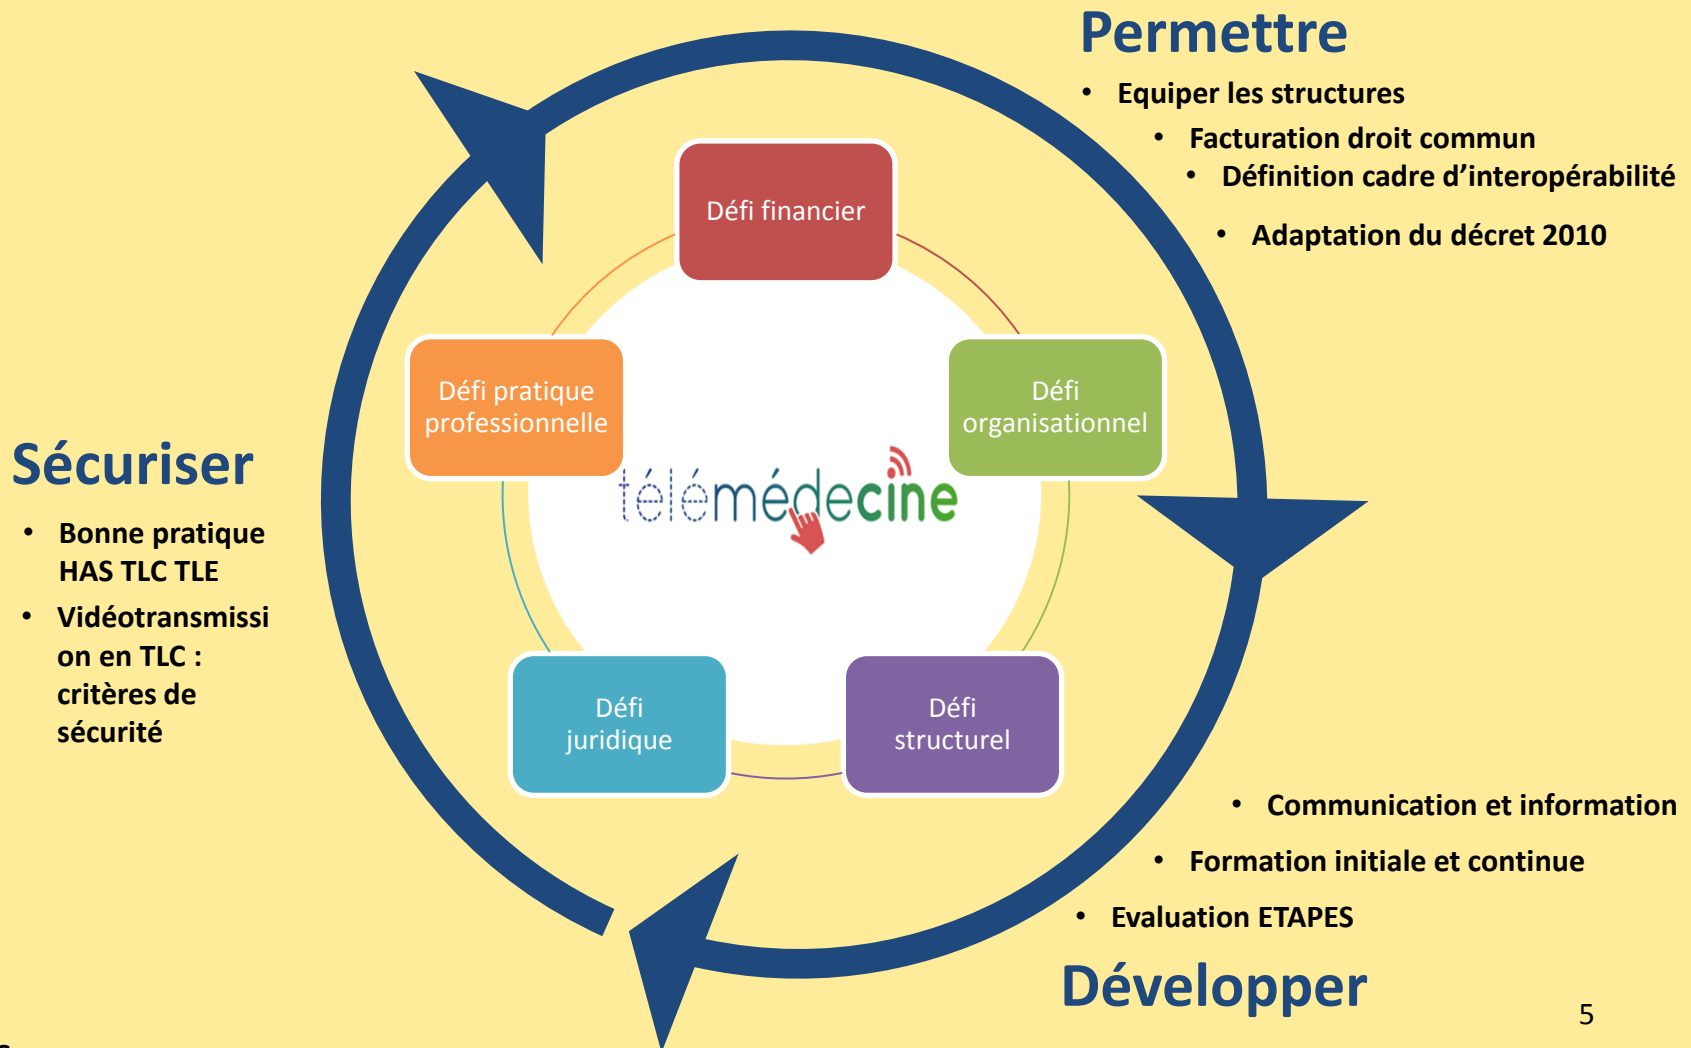 Permettre
• Equiper les structures
• Facturation droit commun
• Définition cadre d'interopérabilité
• Adaptation du décret 2010
Défi financier
Défi pratique
professionnelle
Défi
organisationnel
télémédecine
Défi
juridique
Défi
structurel
Sécuriser
• Bonne pratique
HAS TLC TLE
• Vidéotransmissi
on en TLC :
critères de
sécurité
• Communication et information
• Formation initiale et continue
• Evaluation ETAPES
Développer
5